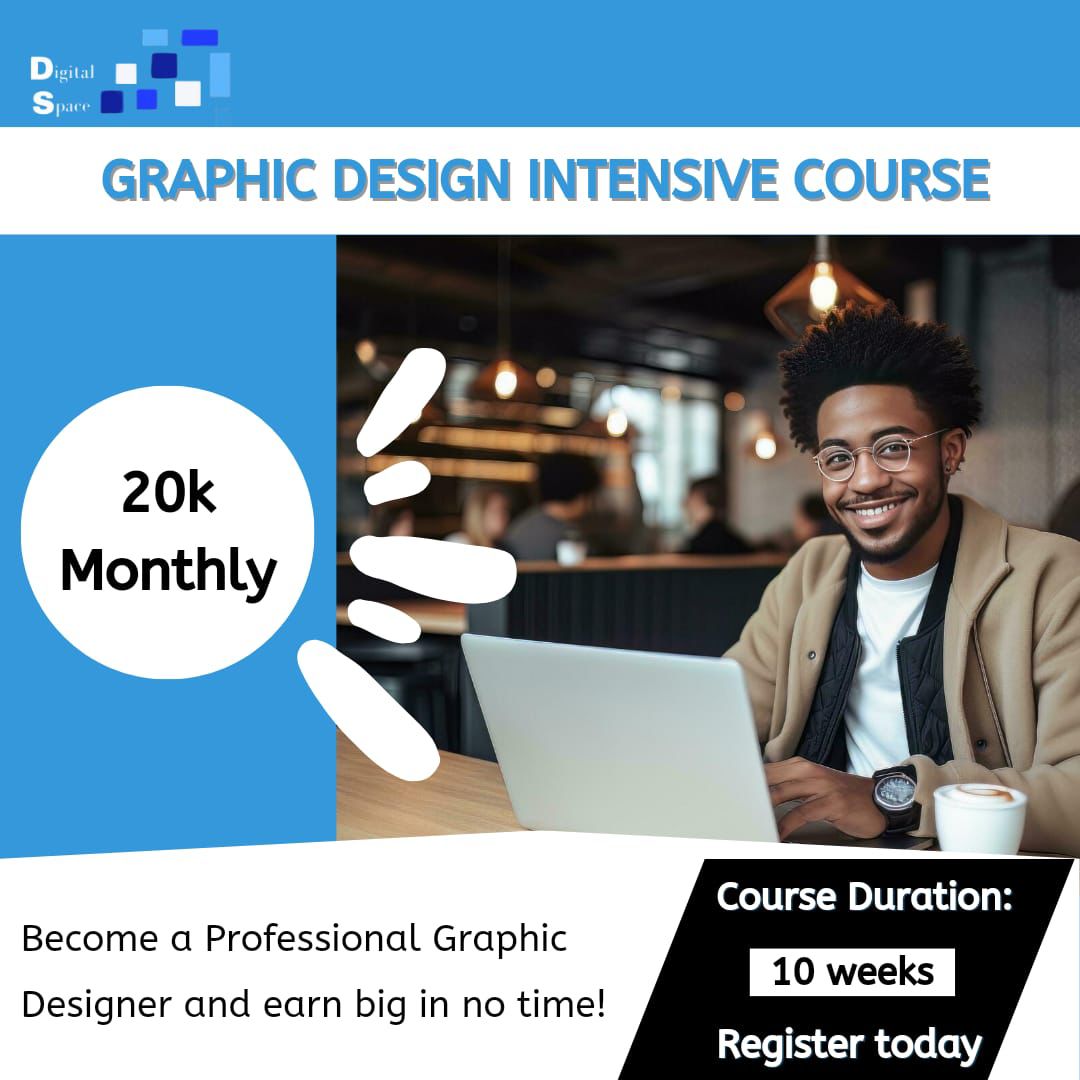 Digital
Space
GRAPHIC DESIGN INTENSIVE COURSE
20k
Monthly
Become a Professional Graphic
Designer and earn big in no time!
Course Duration:
10 weeks
Register today